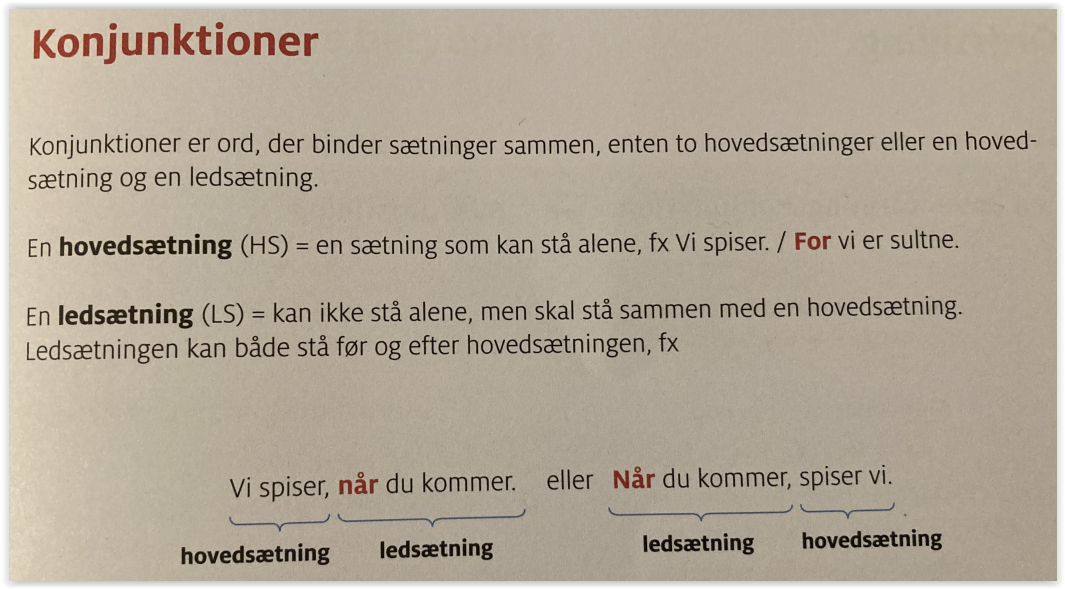 Konjunktioner
Konjunktioner er ord, der binder sætninger sammen, enten to hovedsætninger eller en hoved-
sætning og en ledsætning.
En hovedsætning (HS) = en sætning som kan stå alene, fx Vi spiser. / For vi er sultne.
En ledsætning (LS) = kan ikke stå alene, men skal stå sammen med en hovedsætning.
Ledsætningen kan både stå før og efter hovedsætningen, fx
Vi spiser, når du kommer. eller Når du kommer, spiser vi.
hovedsætning ledsætning ledsætning hovedsætning